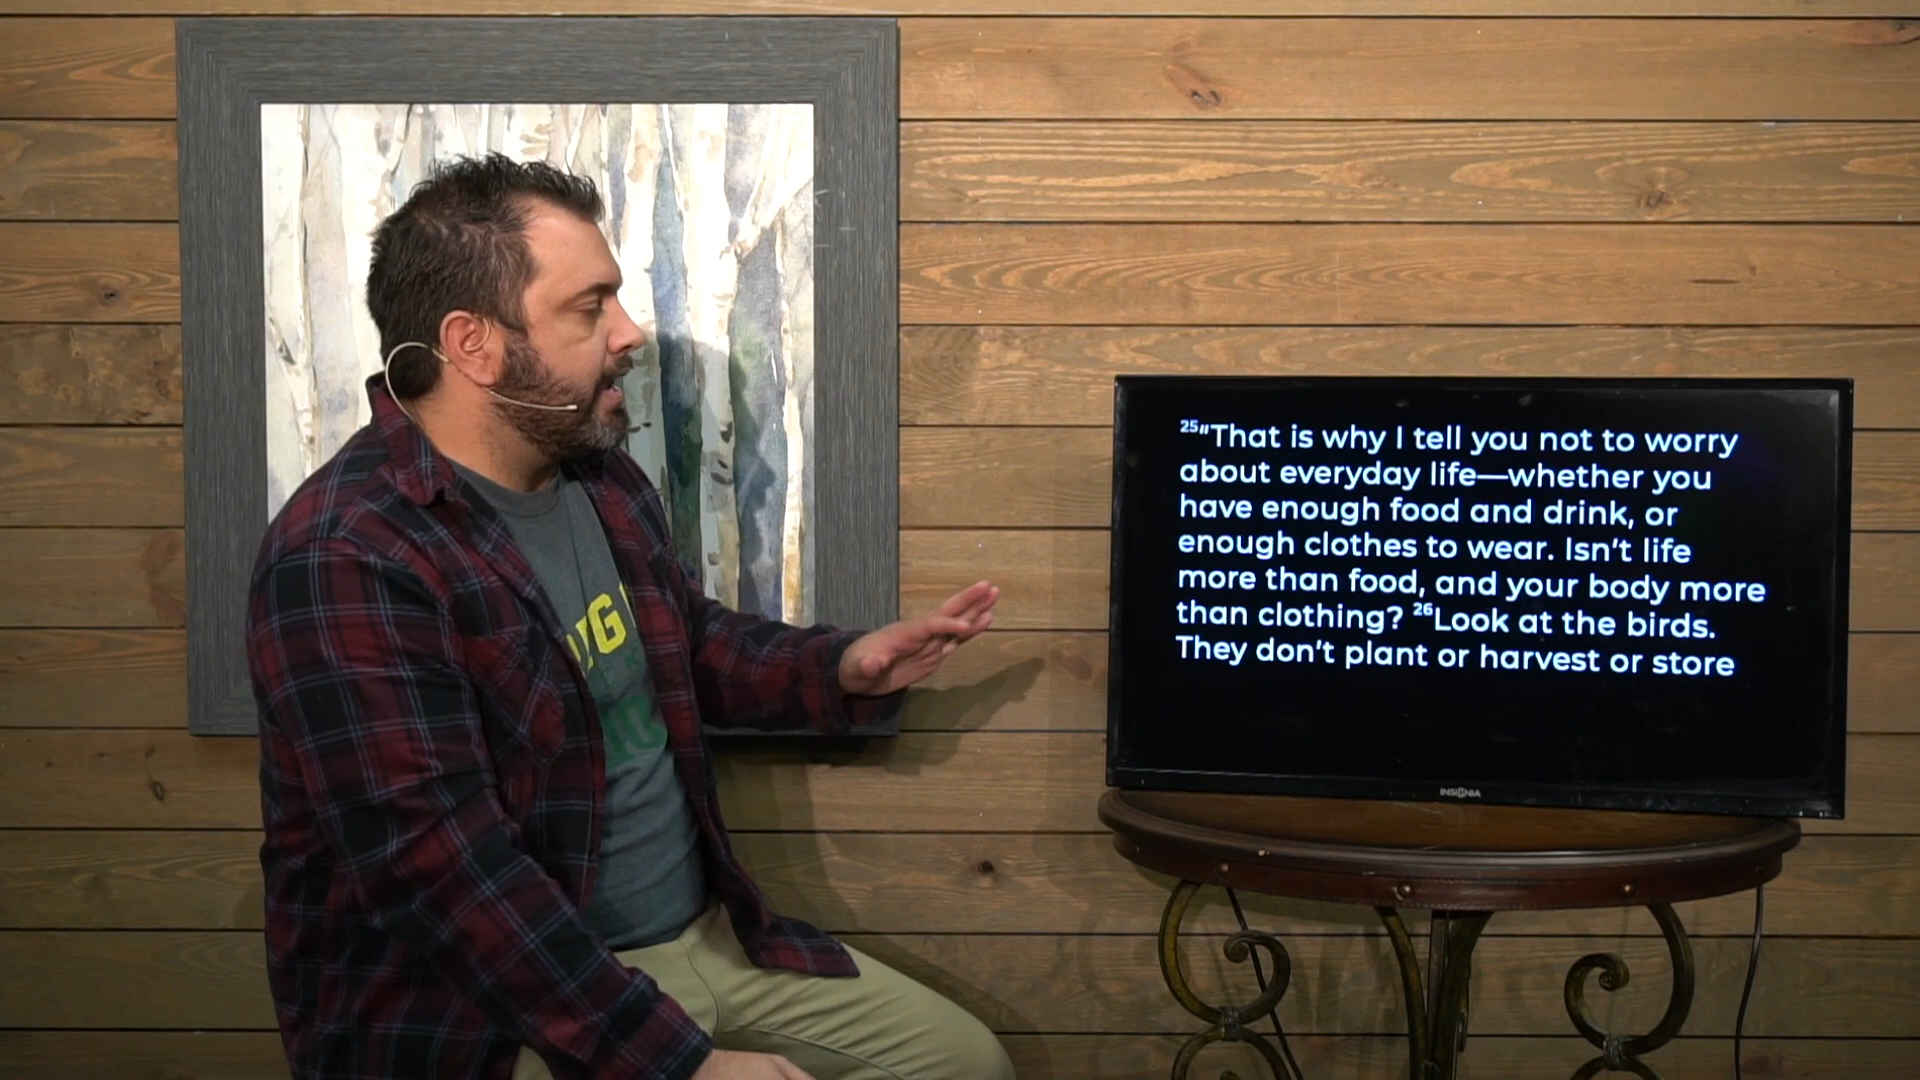 25"That is why I tell you not to worry
about everyday life—whether you
have enough food and drink, or
enough clothes to wear. Isn't life
more than food, and your body more
than clothing? 26Look at the birds.
They don't plant or harvest or store
INSIGNIA